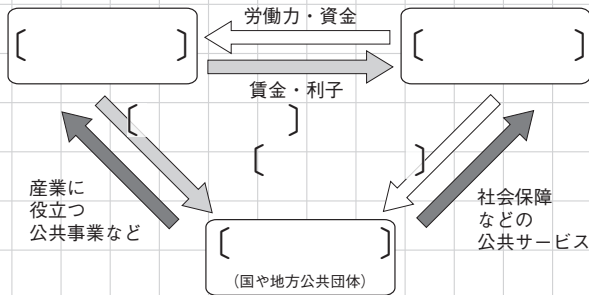 労働力・資金
〔 〕
〔 〕
賃金・利子
〔 〕
〔 〕
産業に
役立つ
公共事業など
社会保障
などの
公共サービス
〔 〕
(国や地方公共団体)